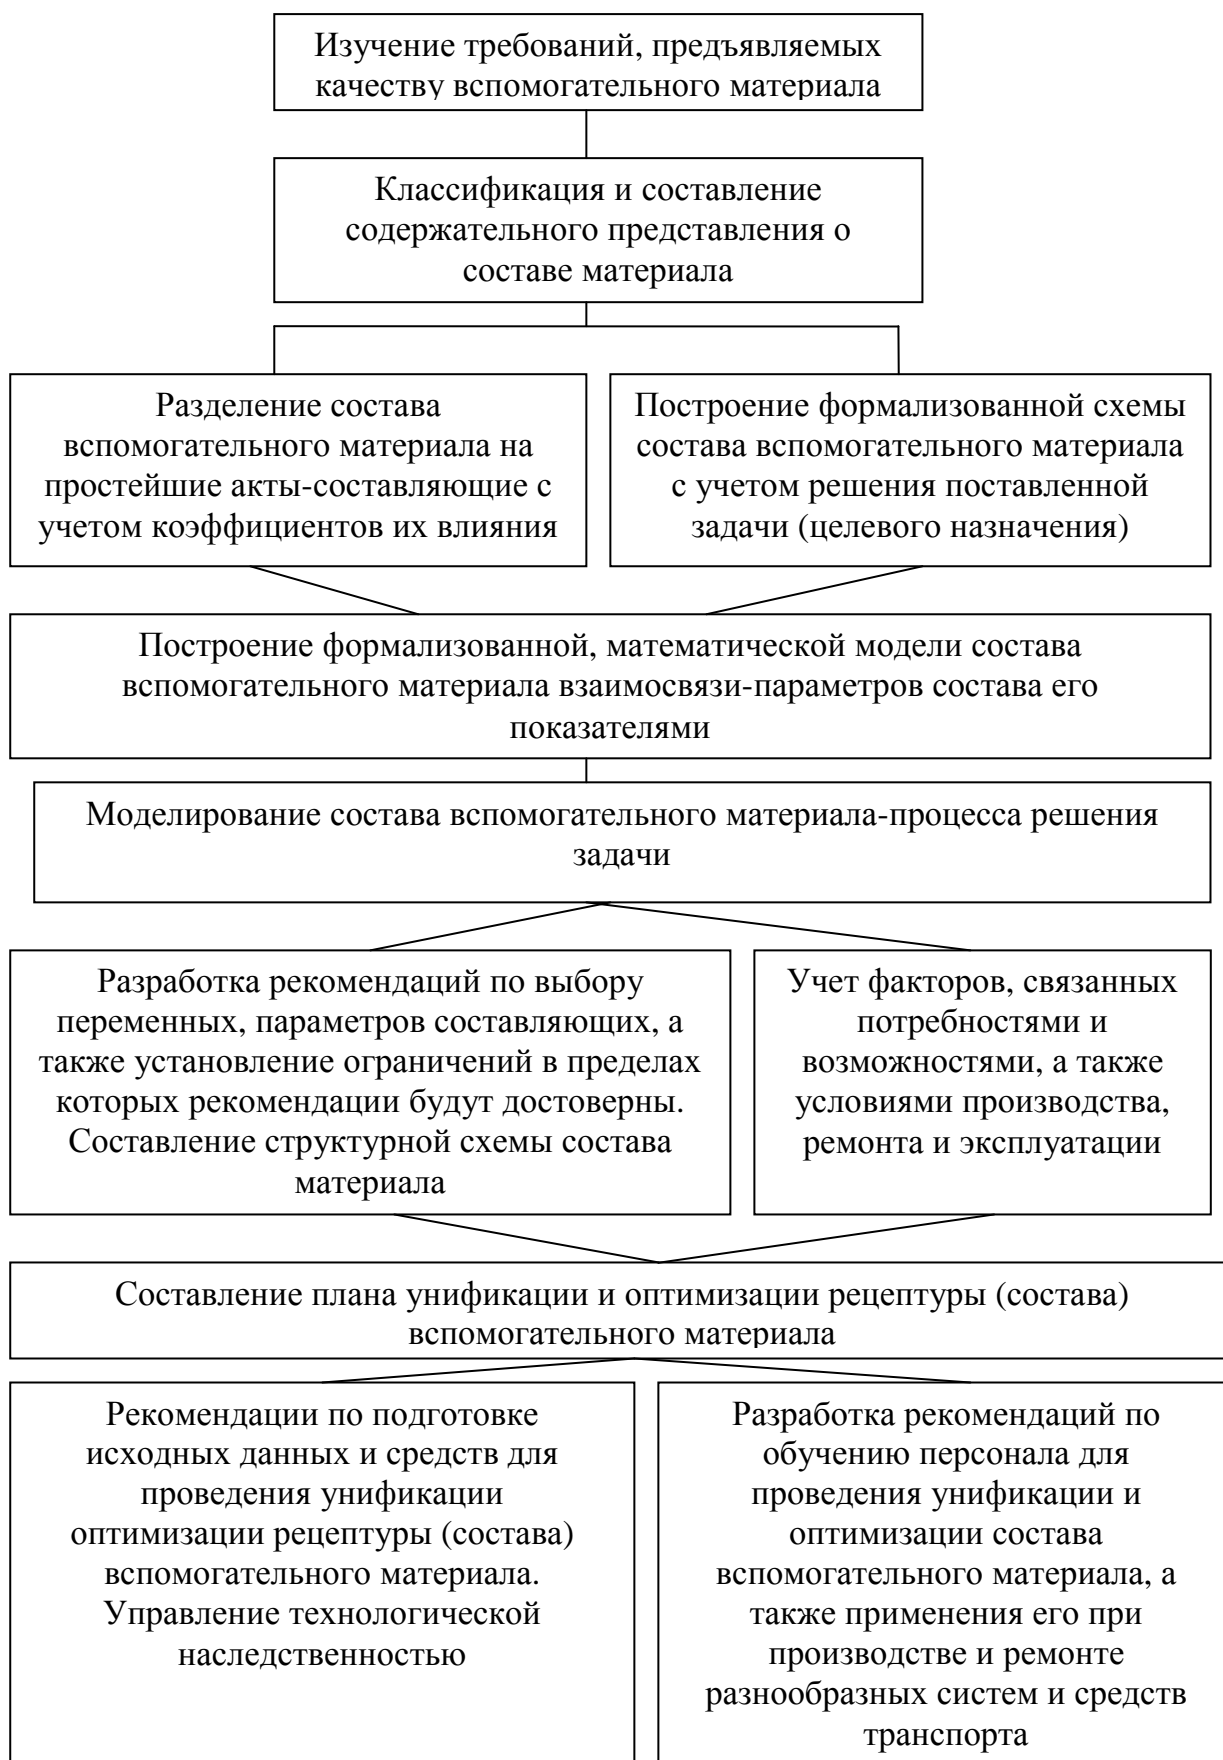 Изучение требований, предъявляемых
качеству вспомогательного материала
Классификация и составление
содержательного представления о
составе материала
Разделение состава
вспомогательного материала на
простейшие акты-составляющие с
учетом коэффициентов их влияния
Построение формализованной схемы
состава вспомогательного материала
с учетом решения поставленной
задачи (целевого назначения)
Построение формализованной, математической модели состава
вспомогательного материала взаимосвязи-параметров состава его
показателями
Моделирование состава вспомогательного материала-процесса решения
задачи
Разработка рекомендаций по выбору
переменных, параметров составляющих, а
также установление ограничений в пределах
которых рекомендации будут достоверны.
Составление структурной схемы состава
материала
Учет факторов, связанных
потребностями и
возможностями, а также
условиями производства,
ремонта и эксплуатации
Составление плана унификации и оптимизации рецептуры (состава)
вспомогательного материала
Рекомендации по подготовке
исходных данных и средств для
проведения унификации
оптимизации рецептуры (состава)
вспомогательного материала.
Управление технологической
наследственностью
Разработка рекомендаций по
обучению персонала для
проведения унификации и
оптимизации состава
вспомогательного материала, а
также применения его при
производстве и ремонте
разнообразных систем и средств
транспорта